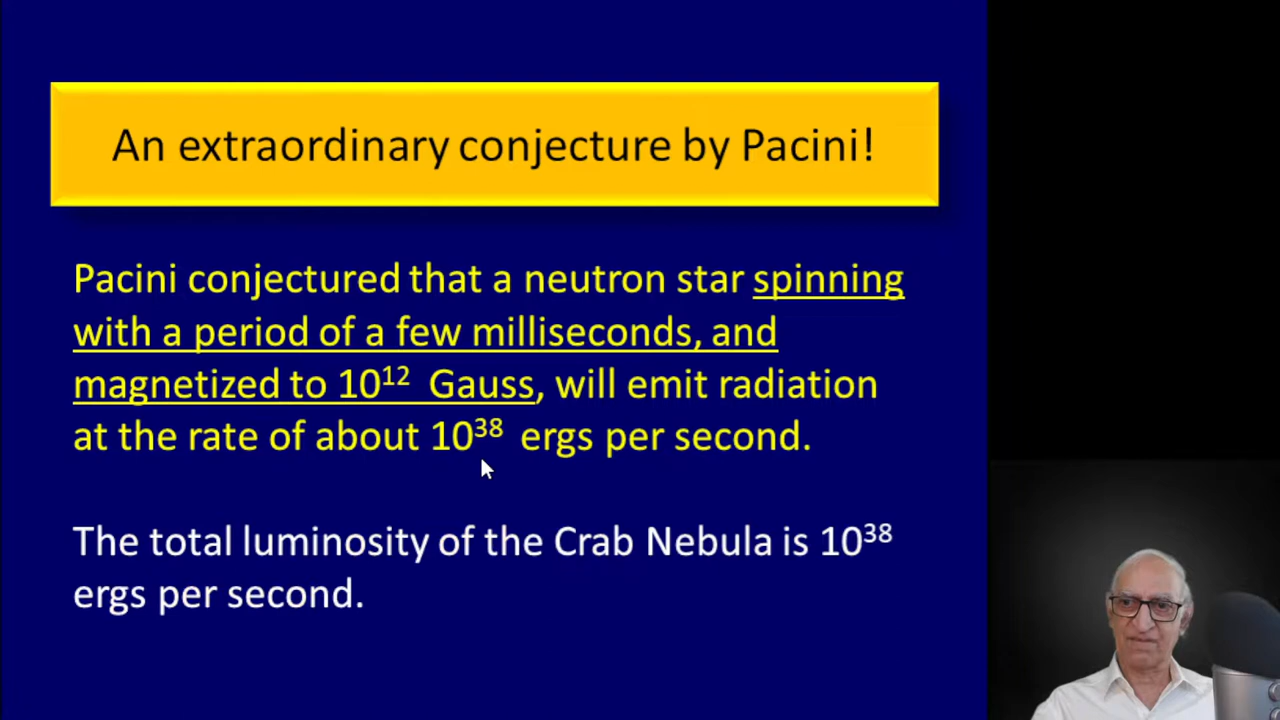 An extraordinary conjecture by Pacini!
Pacini conjectured that a neutron star spinning
with a period of a few milliseconds, and
magnetized to 10¹² Gauss, will emit radiation
at the rate of about 10³⁸ ergs per second.
The total luminosity of the Crab Nebula is 10³⁸
ergs per second.